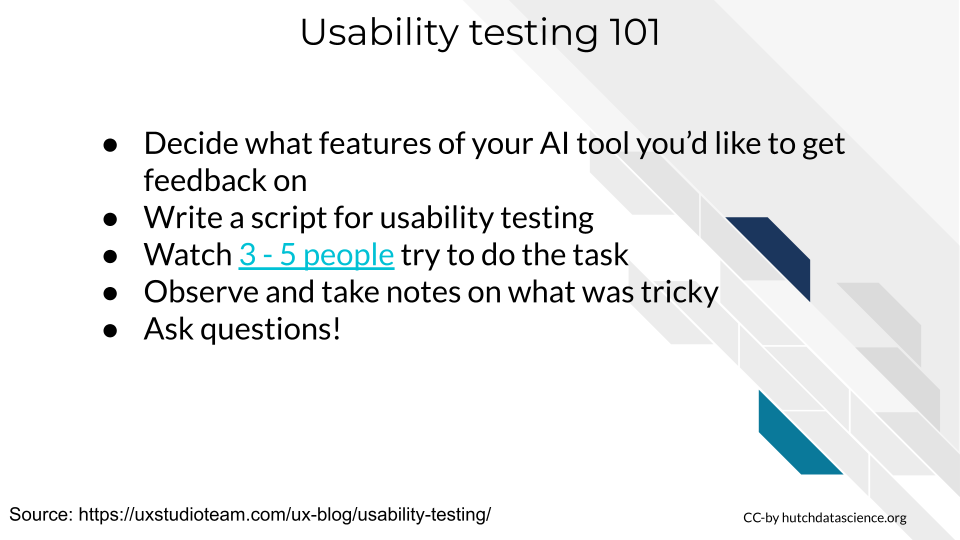 Usability testing 101
● Decide what features of your AI tool you’d like to get
feedback on
● Write a script for usability testing
● Watch 3 - 5 people try to do the task
● Observe and take notes on what was tricky
● Ask questions!
Source: https://uxstudioteam.com/ux-blog/usability-testing/
CC-by hutchdatascience.org